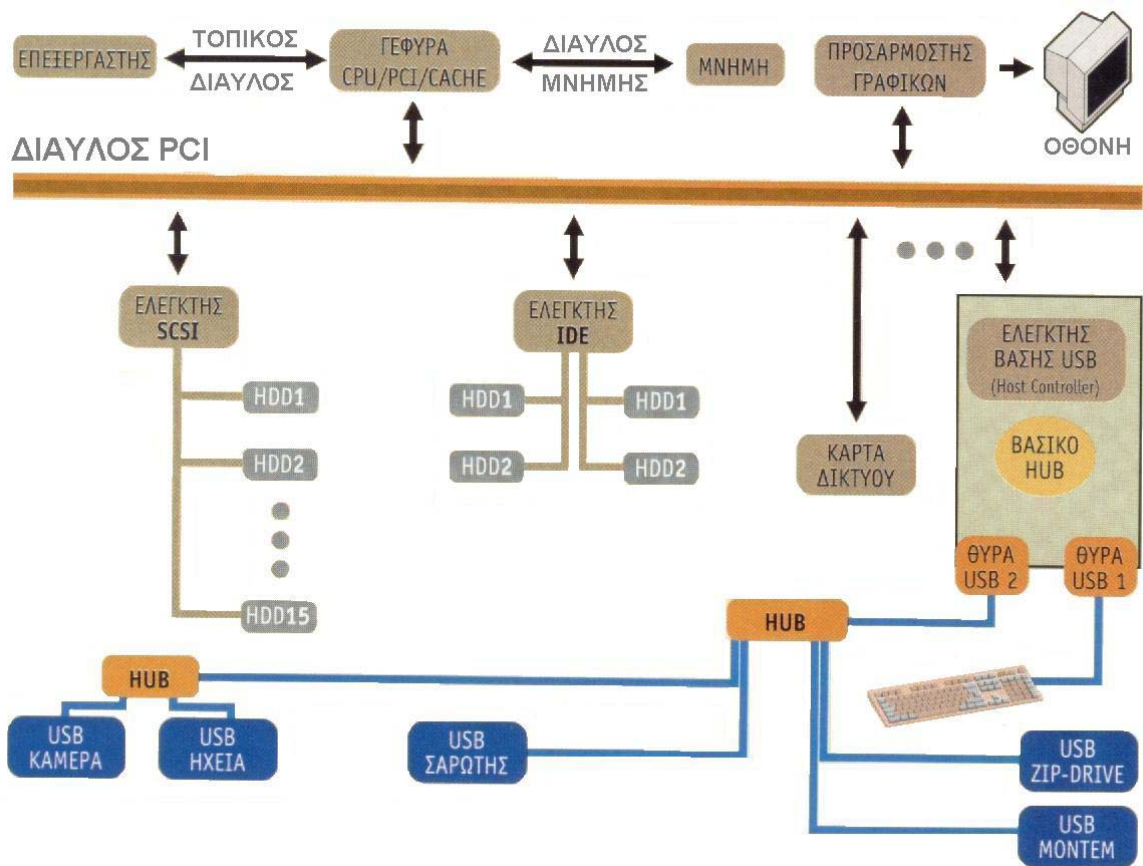 ΕΠΕΞΕΡΓΑΣΤΗΣ
ΤΟΠΙΚΟΣ
ΔΙΑΥΛΟΣ
ΓΕΦΥΡΑ
CPU/PCI/CACHE
ΔΙΑΥΛΟΣ
ΜΝΗΜΗΣ
ΜΝΗΜΗ
ΠΡΟΣΑΡΜΟΣΤΗΣ
ΓΡΑΦΙΚΩΝ
ΟΘΟΝΗ
ΔΙΑΥΛΟΣ PCI
ΕΛΕΓΚΤΗΣ
SCSI
HDD1
HDD2
HDD15
ΕΛΕΓΚΤΗΣ
IDE
HDD1
HDD1
HDD2
HDD2
ΚΑΡΤΑ
ΔΙΚΤΥΟΥ
ΕΛΕΓΚΤΗΣ
ΒΑΣΗΣ USB
(Host Controller)
ΒΑΣΙΚΟ
HUB
ΘΥΡΑ
USB 2
ΘΥΡΑ
USB 1
HUB
HUB
USB
ΚΑΜΕΡΑ
USB
ΗΧΕΙΑ
USB
ΣΑΡΩΤΗΣ
USB
ZIP-DRIVE
USB
ΜΟΝΤΕΜ